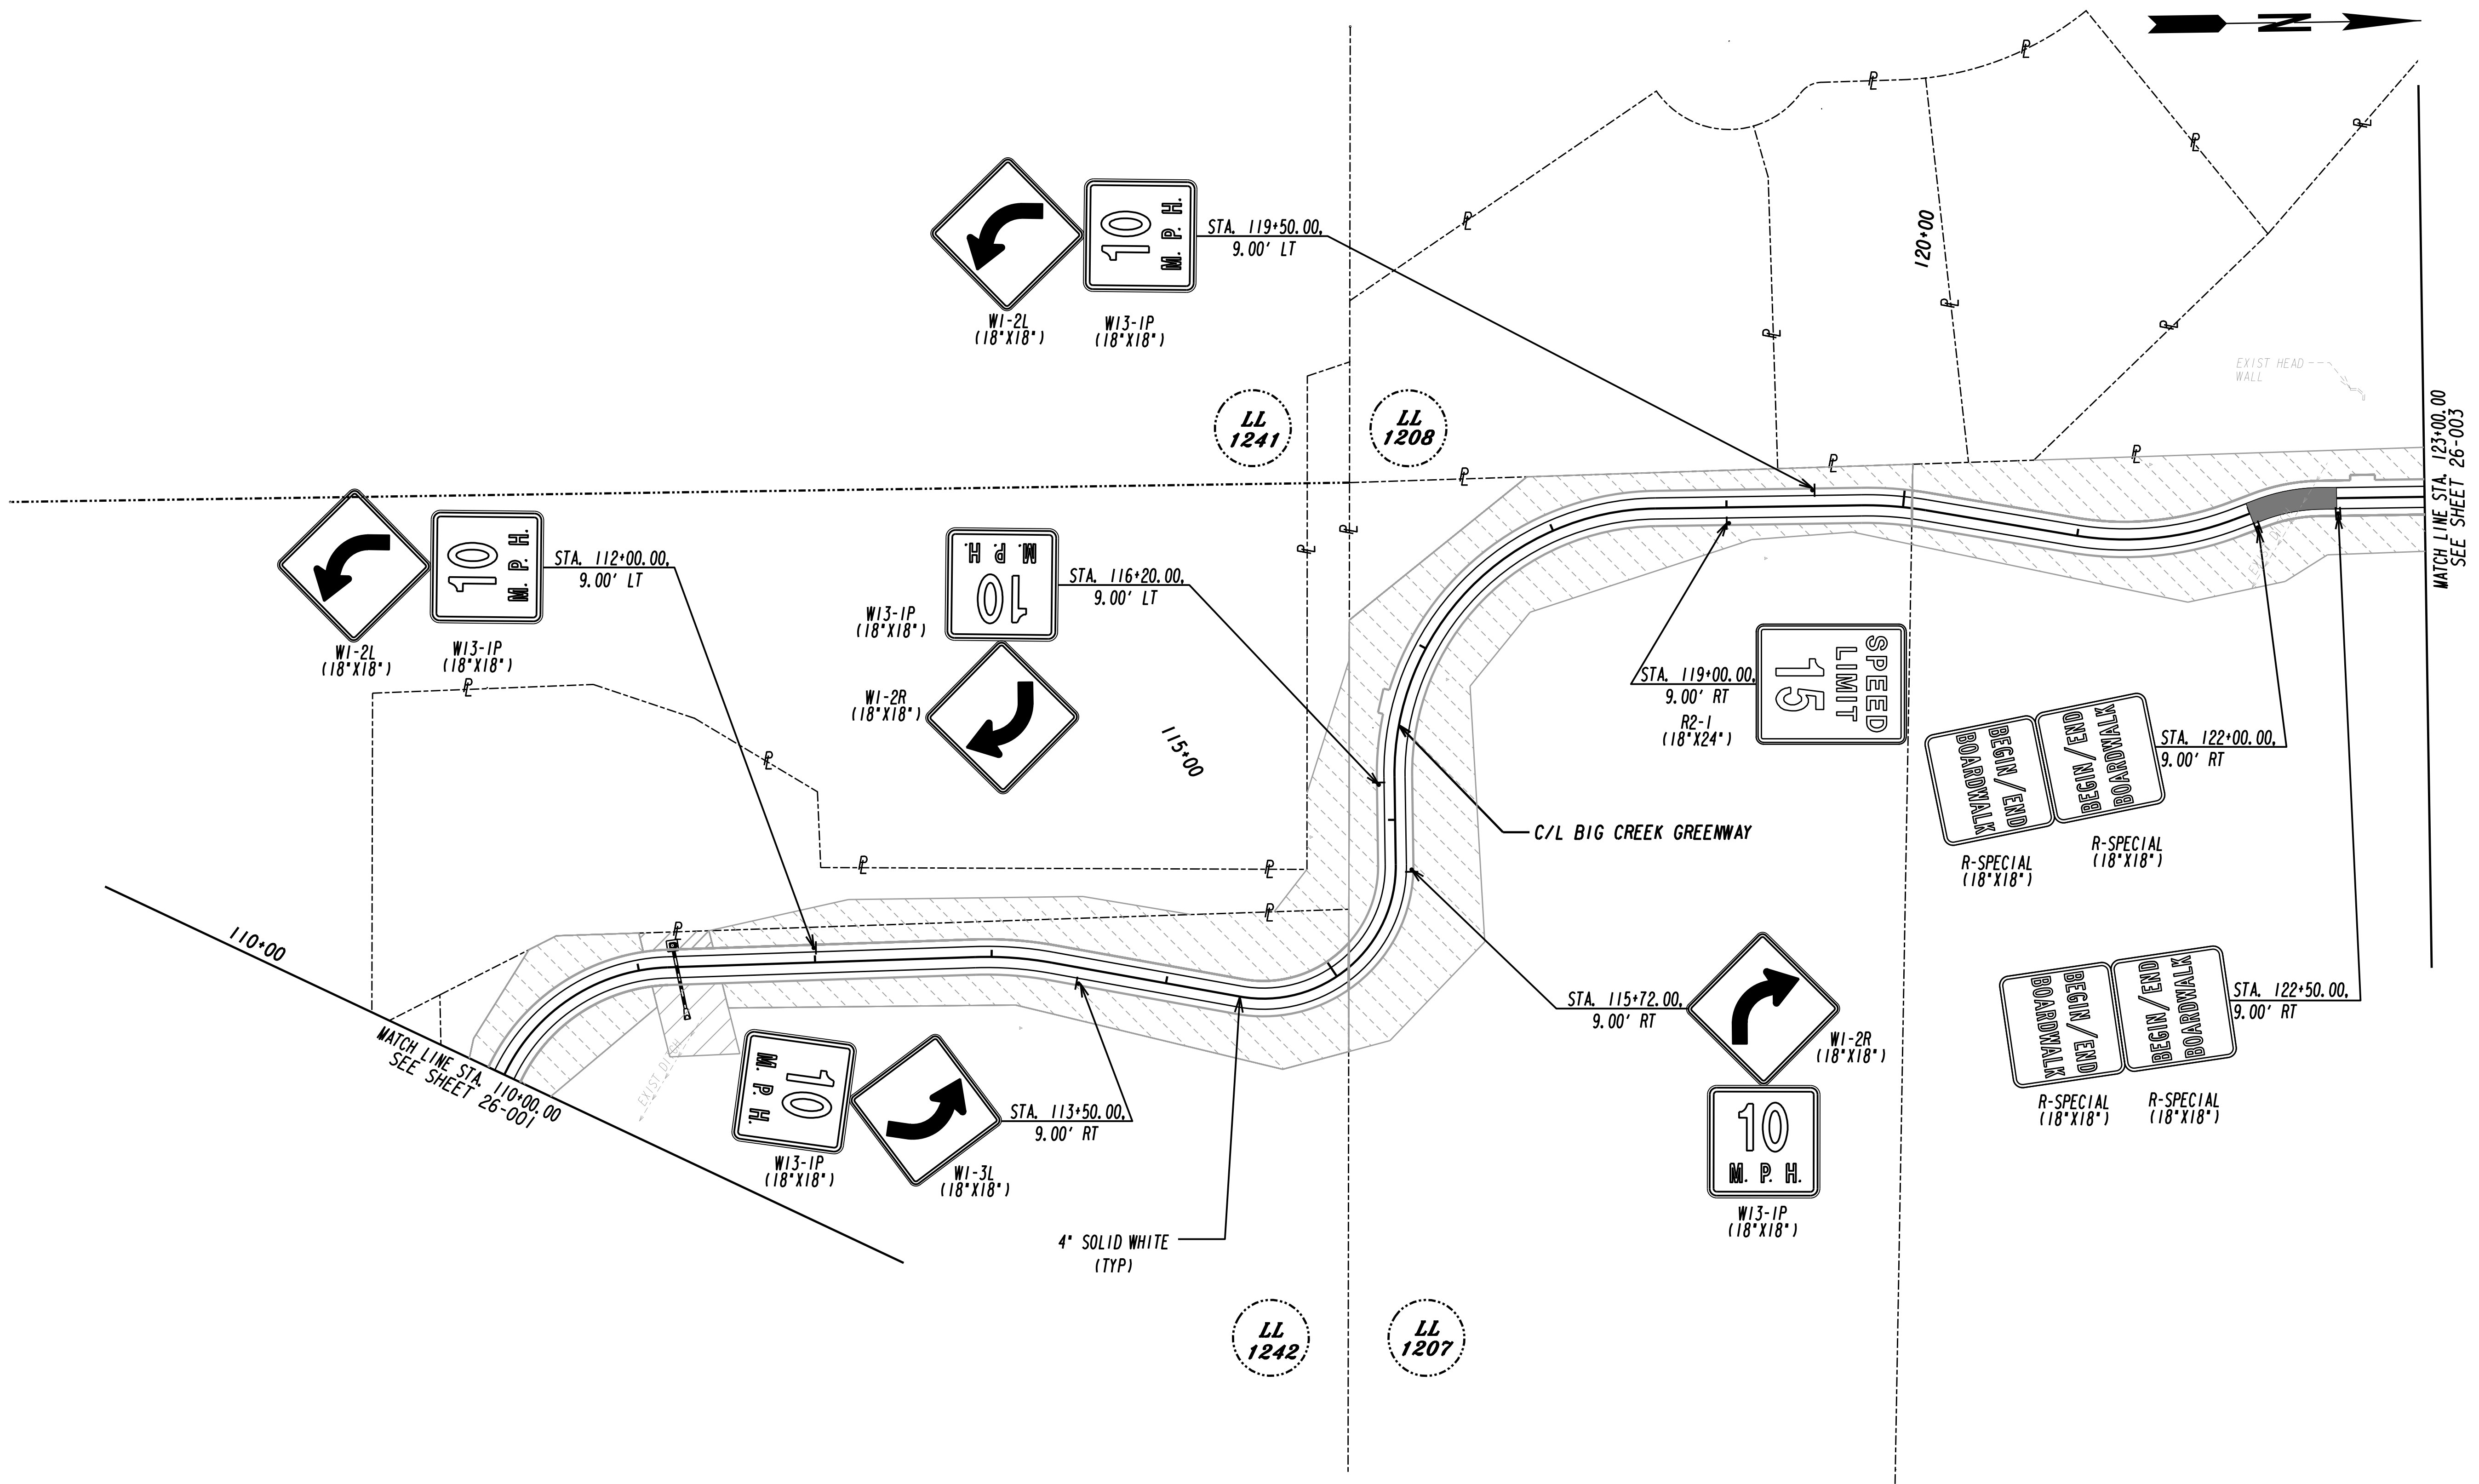 N
STA. 119+50.00,
9.00' LT
10
M. P. H.
W1-2L
(18"X18")
W13-1P
(18"X18")
120+00
EXIST HEAD
WALL
LL
1241
LL
1208
MATCH LINE STA. 123+00.00
SEE SHEET 26-003
10
M. P. H.
STA. 112+00.00,
9.00' LT
W1-2L
(18"X18")
W13-1P
(18"X18")
10
M. P. H.
STA. 116+20.00,
9.00' LT
W13-1P
(18"X18")
W1-2R
(18"X18")
115+00
STA. 119+00.00,
9.00' RT
R2-1
(18"X24")
SPEED
LIMIT
15
C/L BIG CREEK GREENWAY
BEGIN/END
BOARDWALK
BEGIN/END
BOARDWALK
STA. 122+00.00,
9.00' RT
R-SPECIAL
(18"X18")
R-SPECIAL
(18"X18")
110+00
MATCH LINE STA. 110+00.00
SEE SHEET 26-001
10
M. P. H.
W13-1P
(18"X18")
W1-3L
(18"X18")
STA. 113+50.00,
9.00' RT
4" SOLID WHITE
(TYP)
STA. 115+72.00,
9.00' RT
W1-2R
(18"X18")
10
M. P. H.
W13-1P
(18"X18")
BEGIN/END
BOARDWALK
BEGIN/END
BOARDWALK
STA. 122+50.00,
9.00' RT
R-SPECIAL
(18"X18")
R-SPECIAL
(18"X18")
LL
1242
LL
1207